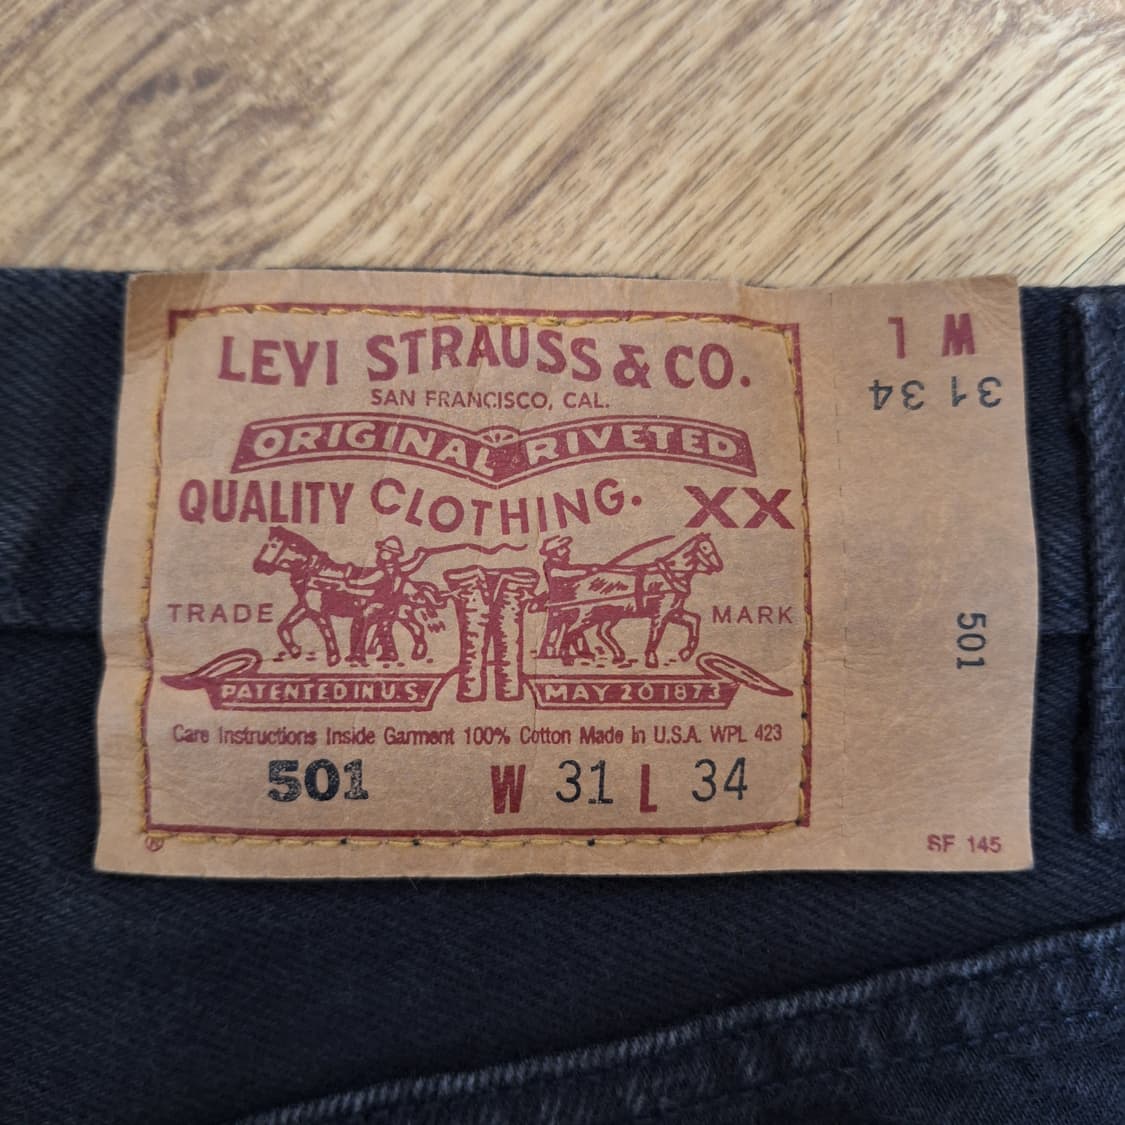 LEVI STRAUSS & CO.
SAN FRANCISCO, CAL.
ORIGINAL RIVETED
QUALITY CLOTHING. XX
TRADE MARK
PATENTED IN U.S. MAY 20 1873
Care Instructions Inside Garment 100% Cotton Made in U.S.A. WPL 423
501 W 31 L 34
®
W L
31 34
501
SF 145